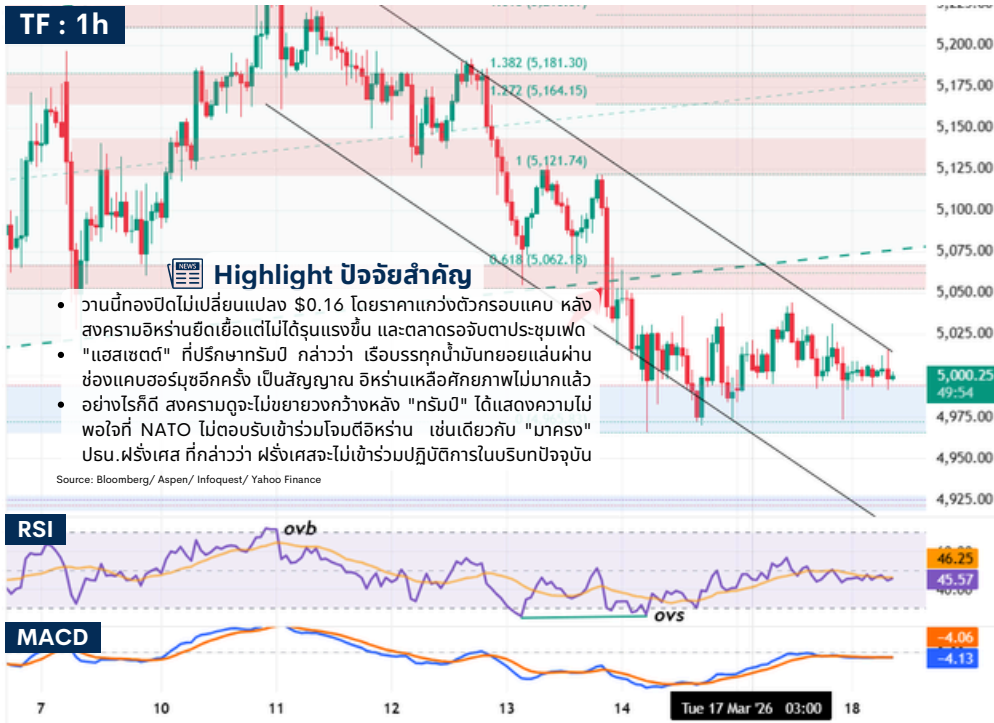 TF : 1h
5,200.00
1.382 (5,181.30)
5,175.00
1.272 (5,164.15)
5,150.00
5,125.00
1 (5,121.74)
5,100.00
5,075.00
0.618 (5,062.18)
NEWS
Highlight ปัจจัยสำคัญ
5,050.00
• วานนี้ทองปิดไม่เปลี่ยนแปลง $0.16 โดยราคาแกว่งตัวกรอบแคบ หลัง
สงครามอิหร่านยืดเยื้อแต่ไม่ได้รุนแรงขึ้น และตลาดรอจับตาประชุมเฟด
5,025.00
• "แฮสเซตต์" ที่ปรึกษาทรัมป์ กล่าวว่า เรือบรรทุกน้ำมันทยอยแล่นผ่าน
ช่องแคบฮอร์มุซอีกครั้ง เป็นสัญญาณ อิหร่านเหลือศักยภาพไม่มากแล้ว
5,000.25
49:54
• อย่างไรก็ดี สงครามดูจะไม่ขยายวงกว้างหลัง "ทรัมป์" ได้แสดงความไม่
พอใจที่ NATO ไม่ตอบรับเข้าร่วมโจมตีอิหร่าน เช่นเดียวกับ "มาครง"
ปธน.ฝรั่งเศส ที่กล่าวว่า ฝรั่งเศสจะไม่เข้าร่วมปฏิบัติการในบริบทปัจจุบัน
4,975.00
4,950.00
Source: Bloomberg/ Aspen/ Infoquest/ Yahoo Finance
4,925.00
RSI
ovb
46.25
45.57
ovs
MACD
−4.06
−4.13
7 10 11 12 13 14 Tue 17 Mar '26 03:00 18